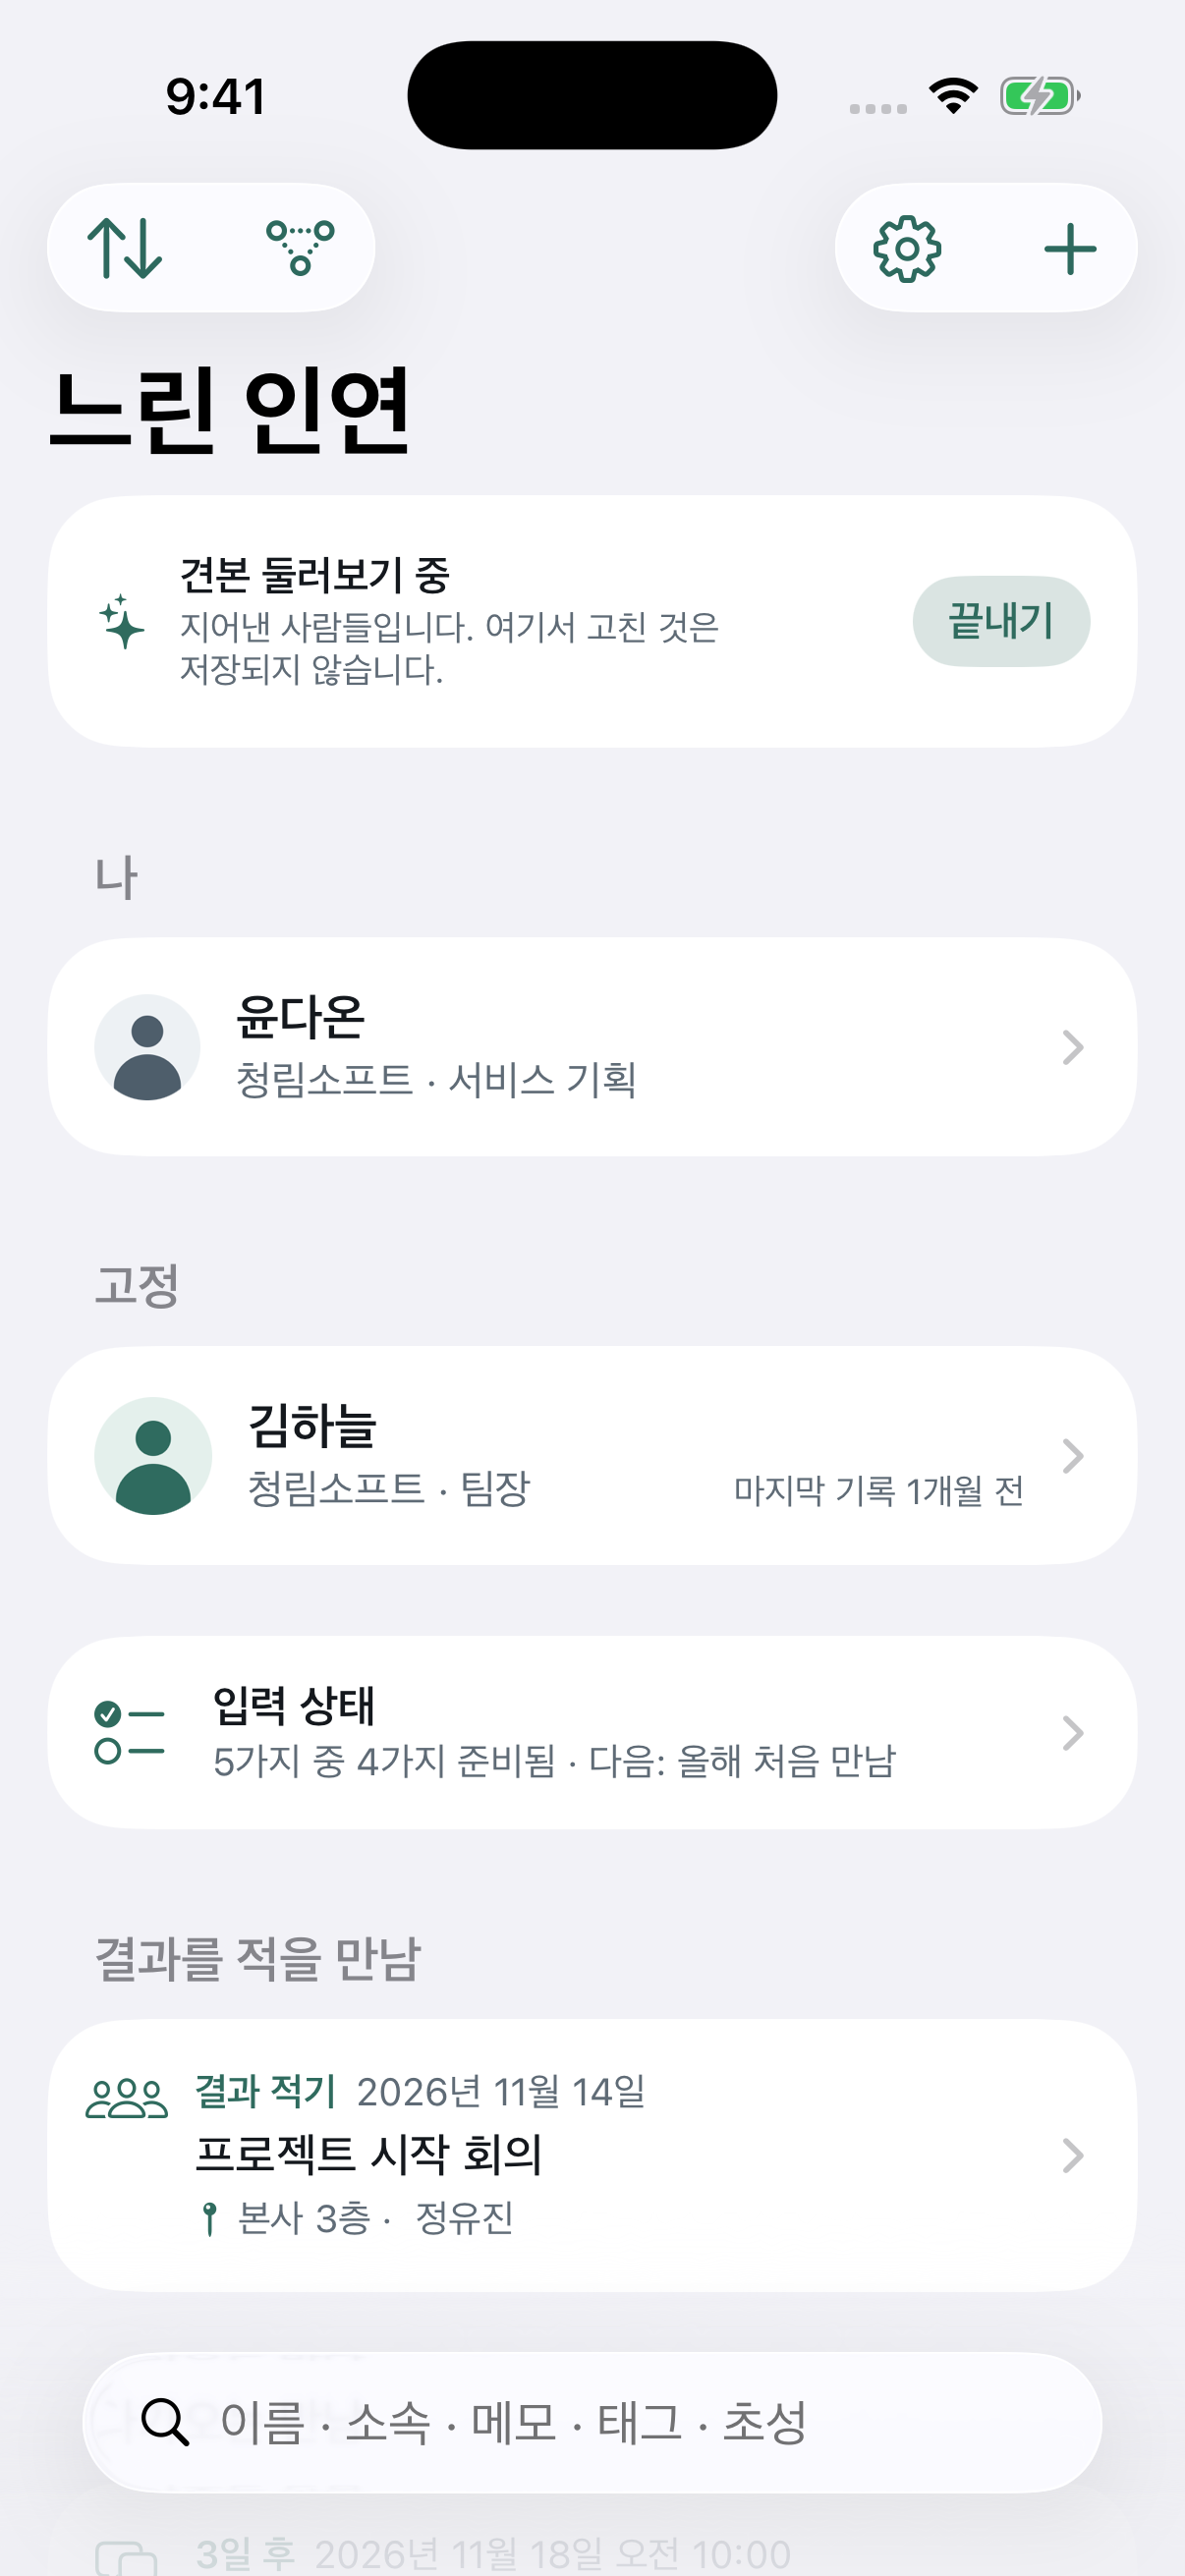 9:41
느린 인연
견본 둘러보기 중
지어낸 사람들입니다. 여기서 고친 것은
저장되지 않습니다.
끝내기
나
윤다온
청림소프트 · 서비스 기획
고정
김하늘
청림소프트 · 팀장
마지막 기록 1개월 전
입력 상태
5가지 중 4가지 준비됨 · 다음: 올해 처음 만남
결과를 적을 만남
결과 적기 2026년 11월 14일
프로젝트 시작 회의
본사 3층 · 정유진
이름 · 소속 · 메모 · 태그 · 초성
3일 후 2026년 11월 18일 오전 10:00